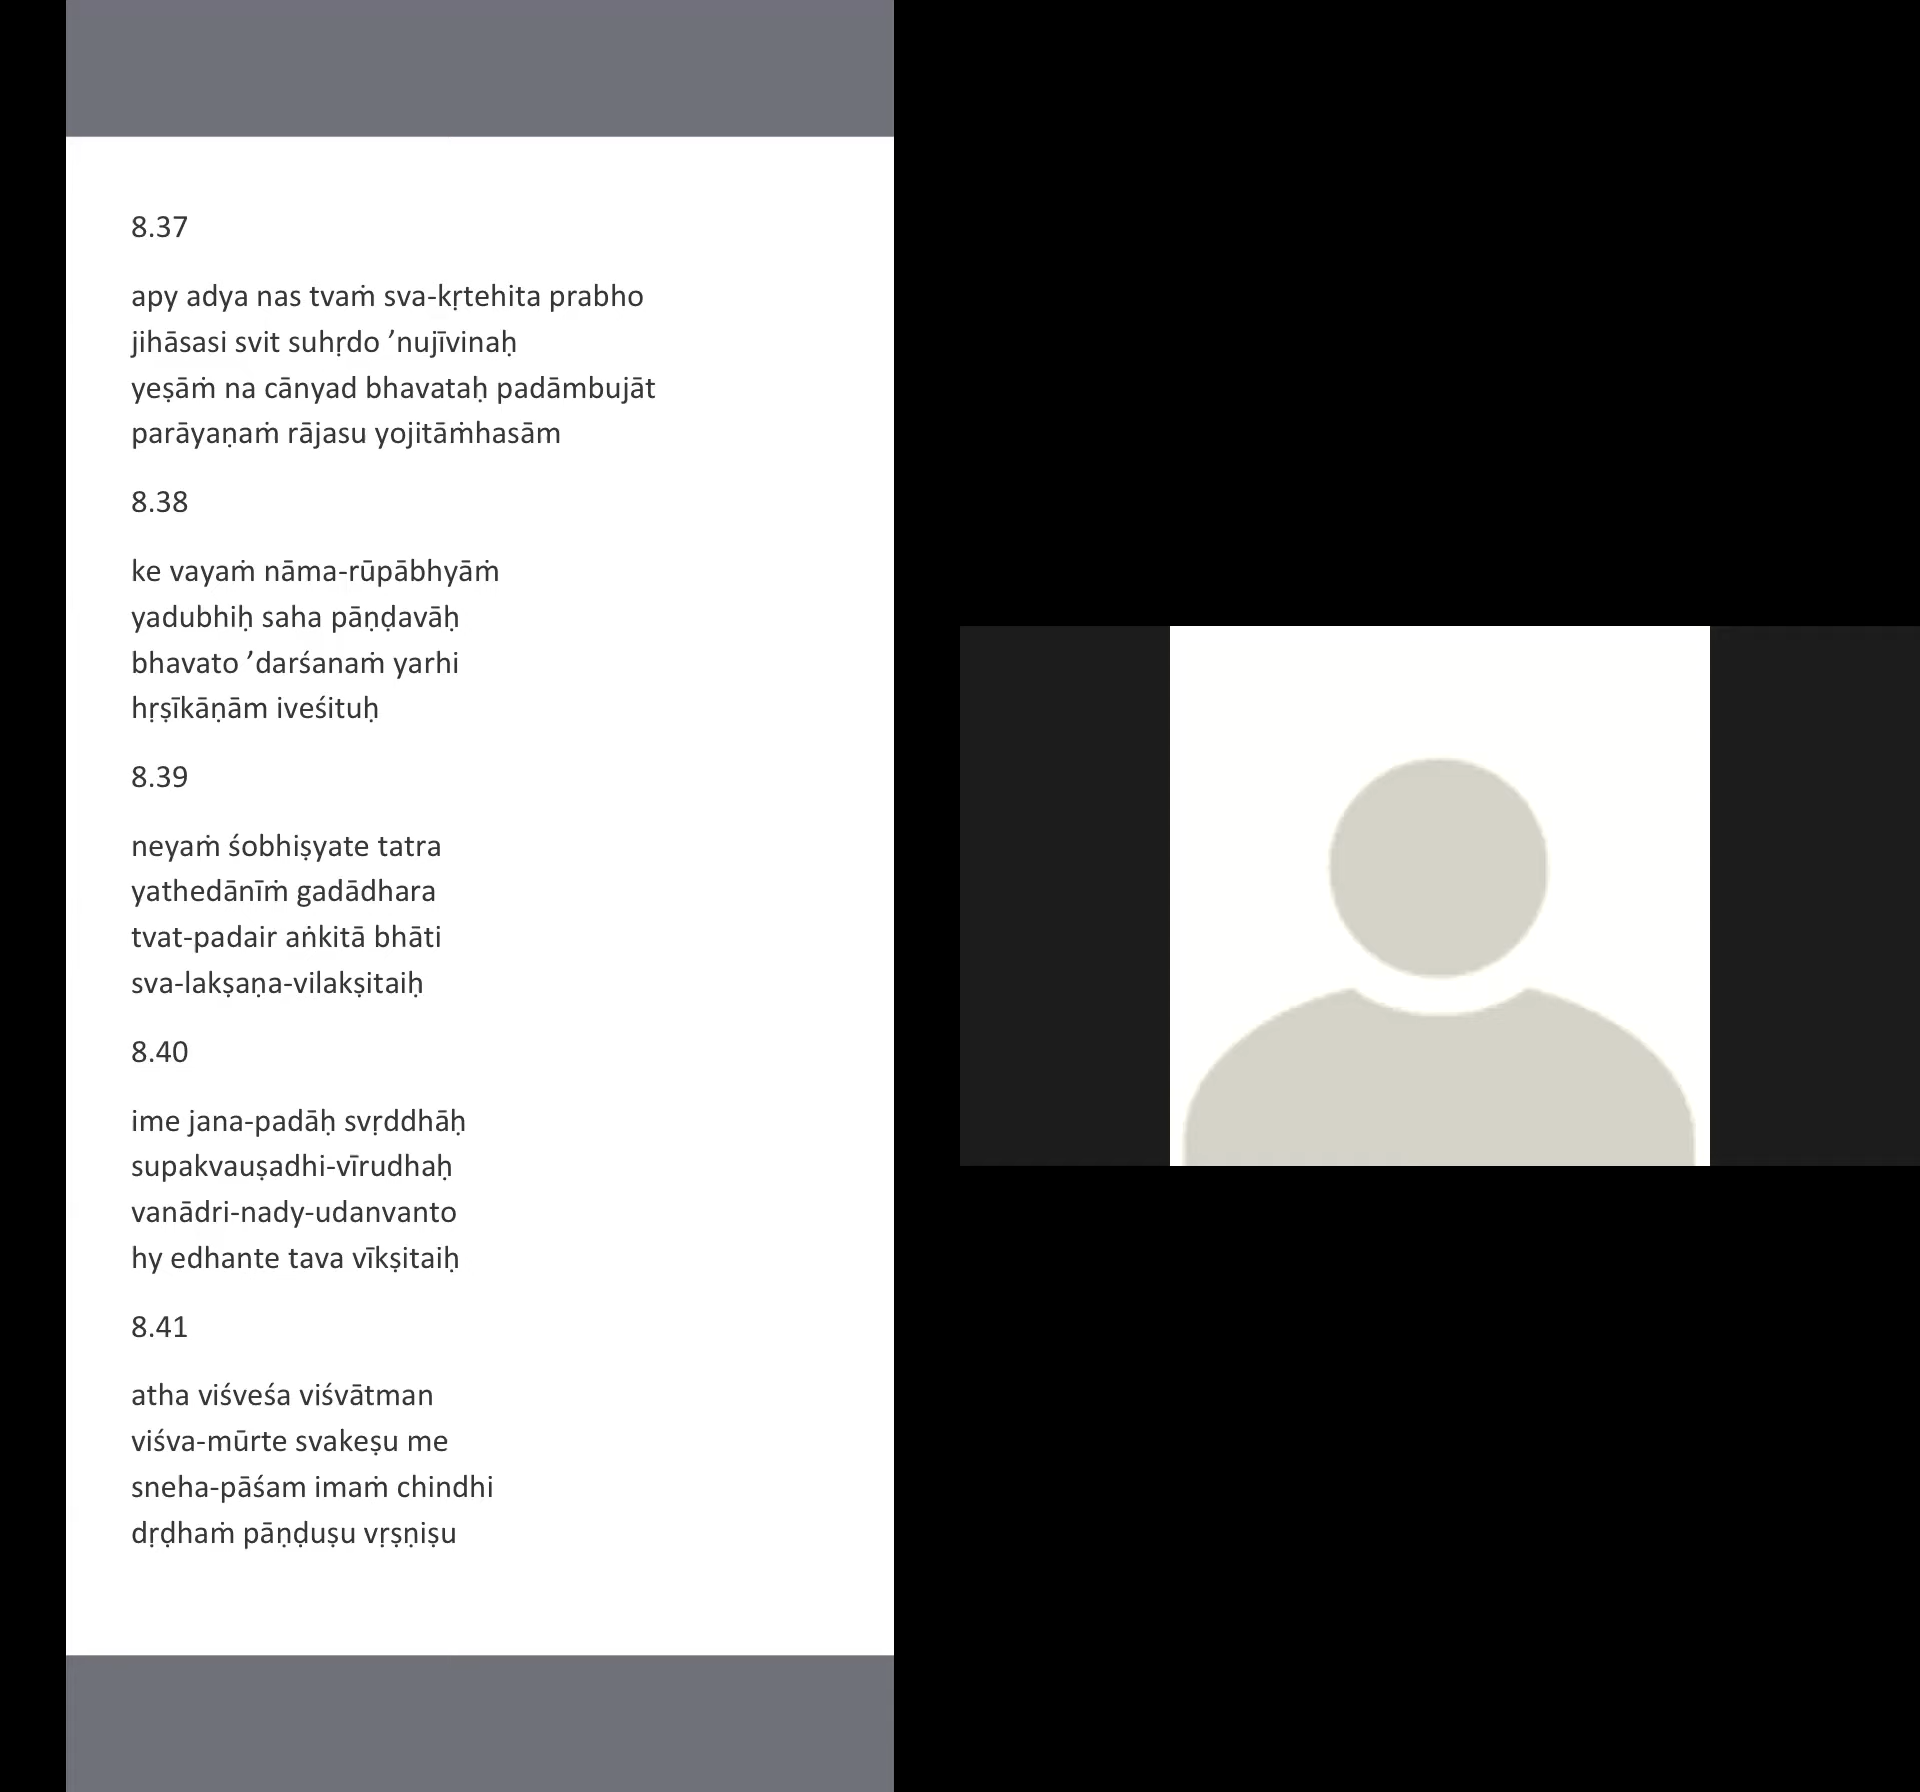 8.37
apy adya nas tvaṁ sva-kṛtehita prabho
jihāsasi svit suhṛdo ’nujīvinaḥ
yeṣāṁ na cānyad bhavataḥ padāmbujāt
parāyaṇaṁ rājasu yojitāṁhasām
8.38
ke vayaṁ nāma-rūpābhyāṁ
yadubhiḥ saha pāṇḍavāḥ
bhavato ’darśanaṁ yarhi
hṛṣīkāṇām iveśituḥ
8.39
neyaṁ śobhiṣyate tatra
yathedānīṁ gadādhara
tvat-padair aṅkitā bhāti
sva-lakṣaṇa-vilakṣitaiḥ
8.40
ime jana-padāḥ svṛddhāḥ
supakvauṣadhi-vīrudhaḥ
vanādri-nady-udanvanto
hy edhante tava vīkṣitaiḥ
8.41
atha viśveśa viśvātman
viśva-mūrte svakeṣu me
sneha-pāśam imaṁ chindhi
dṛḍhaṁ pāṇḍuṣu vṛṣṇiṣu